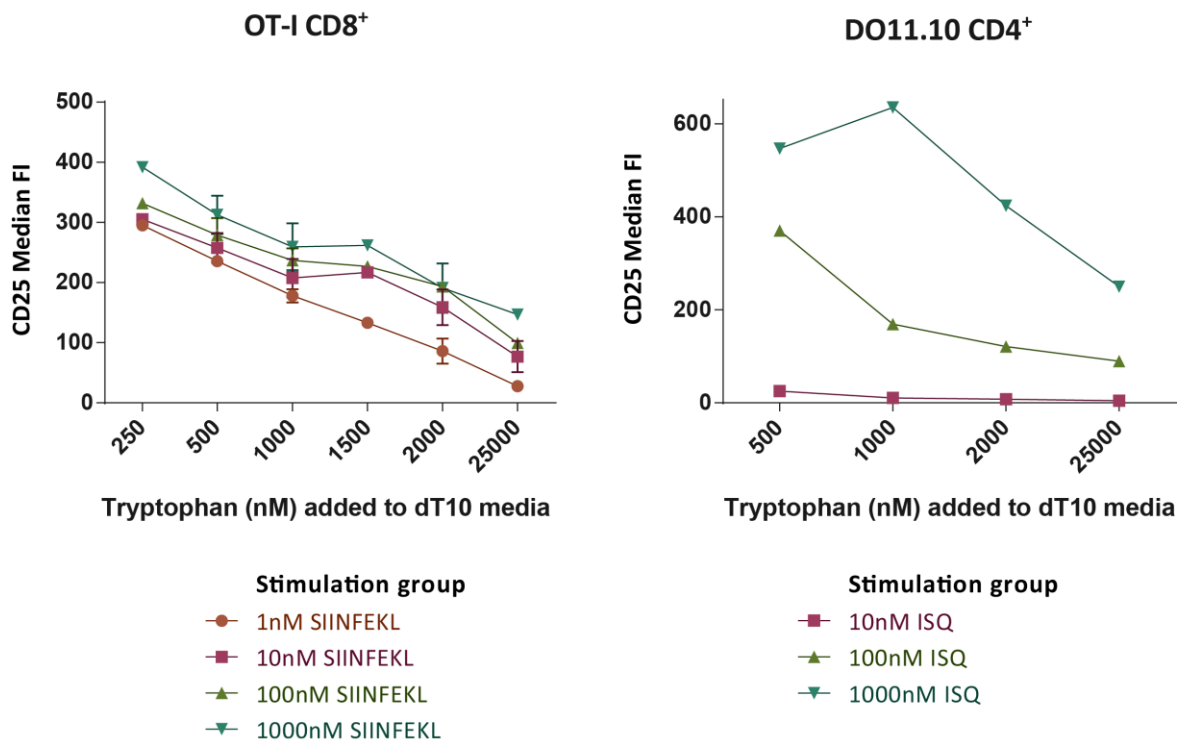 OT-I CD8+
CD25 Median FI
500
400
300
200
100
0
250
500
1000
1500
2000
25000
Tryptophan (nM) added to dT10 media
Stimulation group
1nM SIINFEKL
10nM SIINFEKL
100nM SIINFEKL
1000nM SIINFEKL
DO11.10 CD4+
CD25 Median FI
600
400
200
0
500
1000
2000
25000
Tryptophan (nM) added to dT10 media
Stimulation group
10nM ISQ
100nM ISQ
1000nM ISQ